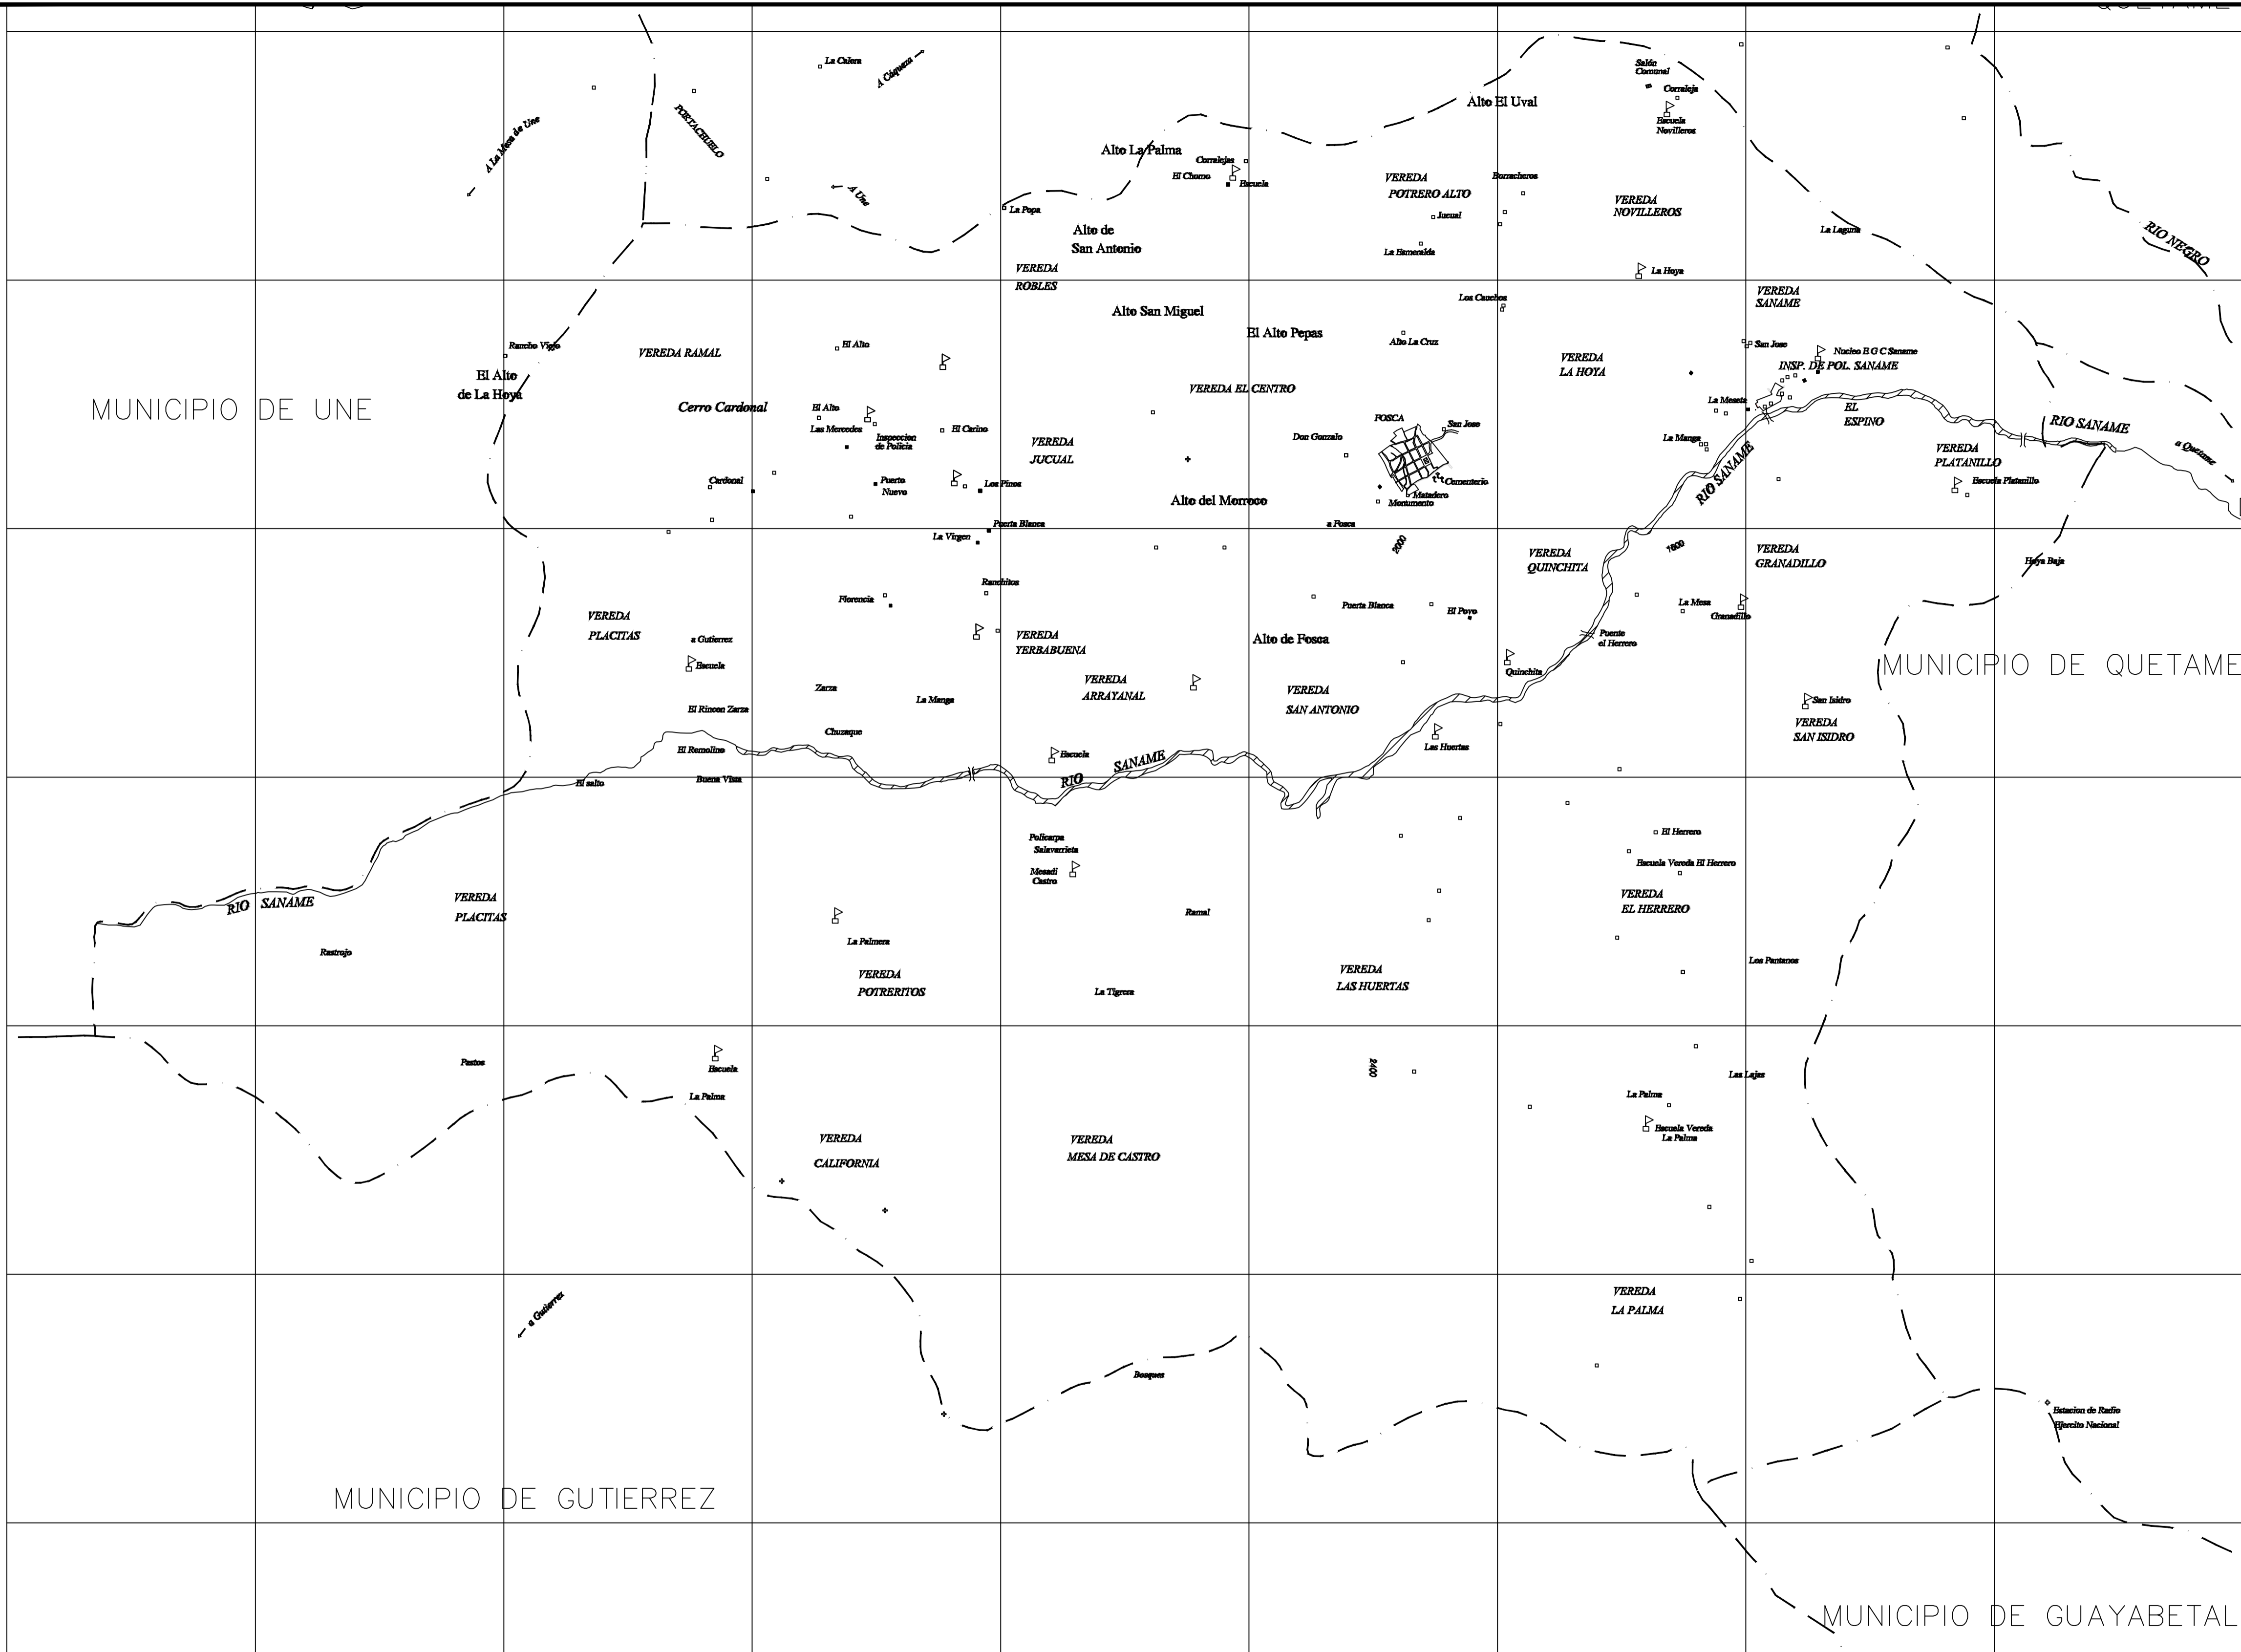 La Calera
A Cáqueza
Salón
Comunal
Corraleja
Escuela
Novilleros
Alto El Uval
A La Mesa de Une
PORTACHUELO
Alto La Palma
Corralejas
El Chomo
Escuela
VEREDA
POTRERO ALTO
Borracheros
VEREDA
NOVILLEROS
A Une
La Popa
Jucual
Alto de
San Antonio
La Esmeralda
La Laguna
RIO NEGRO
VEREDA
ROBLES
La Hoya
Los Cauchos
VEREDA
SANAME
Alto San Miguel
El Alto Pepas
Alto La Cruz
Rancho Viejo
VEREDA RAMAL
El Alto
San Jose
Nucleo B G C Saname
VEREDA
LA HOYA
INSP. DE POL. SANAME
El Alto
de La Hoya
VEREDA EL CENTRO
MUNICIPIO DE UNE
Cerro Cardonal
El Alto
Las Mercedes
Inspeccion
de Policia
El Carino
La Meseta
EL
ESPINO
FOSCA
San Jose
RIO SANAME
Don Gonzalo
La Manga
VEREDA
JUCUAL
RIO SANAME
VEREDA
PLATANILLO
a Quetame
Cardonal
Puerto
Nuevo
Los Pinos
Cementerio
Escuela Platanillo
Matadero
Monumento
Alto del Morroco
Puerta Blanca
a Fosca
La Virgen
2000
1600
VEREDA
QUINCHITA
VEREDA
GRANADILLO
Hoya Baja
Ranchitos
Florencia
Puerta Blanca
El Povo
La Mesa
Granadillo
VEREDA
PLACITAS
a Gutierrez
VEREDA
YERBABUENA
Alto de Fosca
Puente
el Herrero
Escuela
Quinchita
MUNICIPIO DE QUETAME
Zarza
La Manga
VEREDA
ARRAYANAL
VEREDA
SAN ANTONIO
San Isidro
El Rincon Zarza
VEREDA
SAN ISIDRO
Chuzaque
El Remolino
Escuela
Las Huertas
RIO SANAME
El salto
Buena Vista
Policarpa
Salavarrieta
El Herrero
Escuela Vereda El Herrero
Mesadi
Castro
VEREDA
PLACITAS
RIO SANAME
VEREDA
EL HERRERO
Ramal
Rastrojo
La Palmera
Los Pantanos
VEREDA
POTRERITOS
La Tigrera
VEREDA
LAS HUERTAS
Pastos
Escuela
2400
Las Lajas
La Palma
La Palma
Escuela Vereda
La Palma
VEREDA
CALIFORNIA
VEREDA
MESA DE CASTRO
a Gutierrez
VEREDA
LA PALMA
Bosques
Estacion de Radio
Ejercito Nacional
MUNICIPIO DE GUTIERREZ
MUNICIPIO DE GUAYABETAL